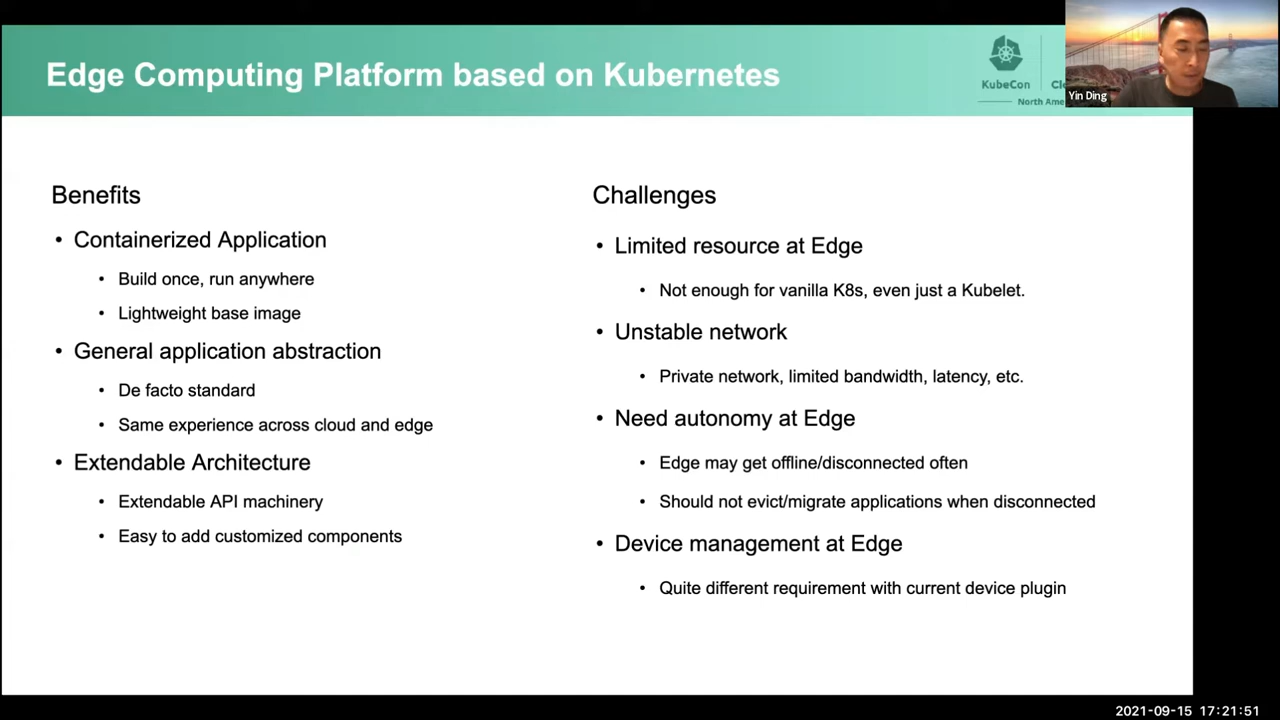 Edge Computing Platform based on Kubernetes
KubeCon
North Ame
Yin Ding
Benefits
• Containerized Application
• Build once, run anywhere
• Lightweight base image
• General application abstraction
• De facto standard
• Same experience across cloud and edge
• Extendable Architecture
• Extendable API machinery
• Easy to add customized components
Challenges
• Limited resource at Edge
• Not enough for vanilla K8s, even just a Kubelet.
• Unstable network
• Private network, limited bandwidth, latency, etc.
• Need autonomy at Edge
• Edge may get offline/disconnected often
• Should not evict/migrate applications when disconnected
• Device management at Edge
• Quite different requirement with current device plugin
2021-09-15 17:21:51